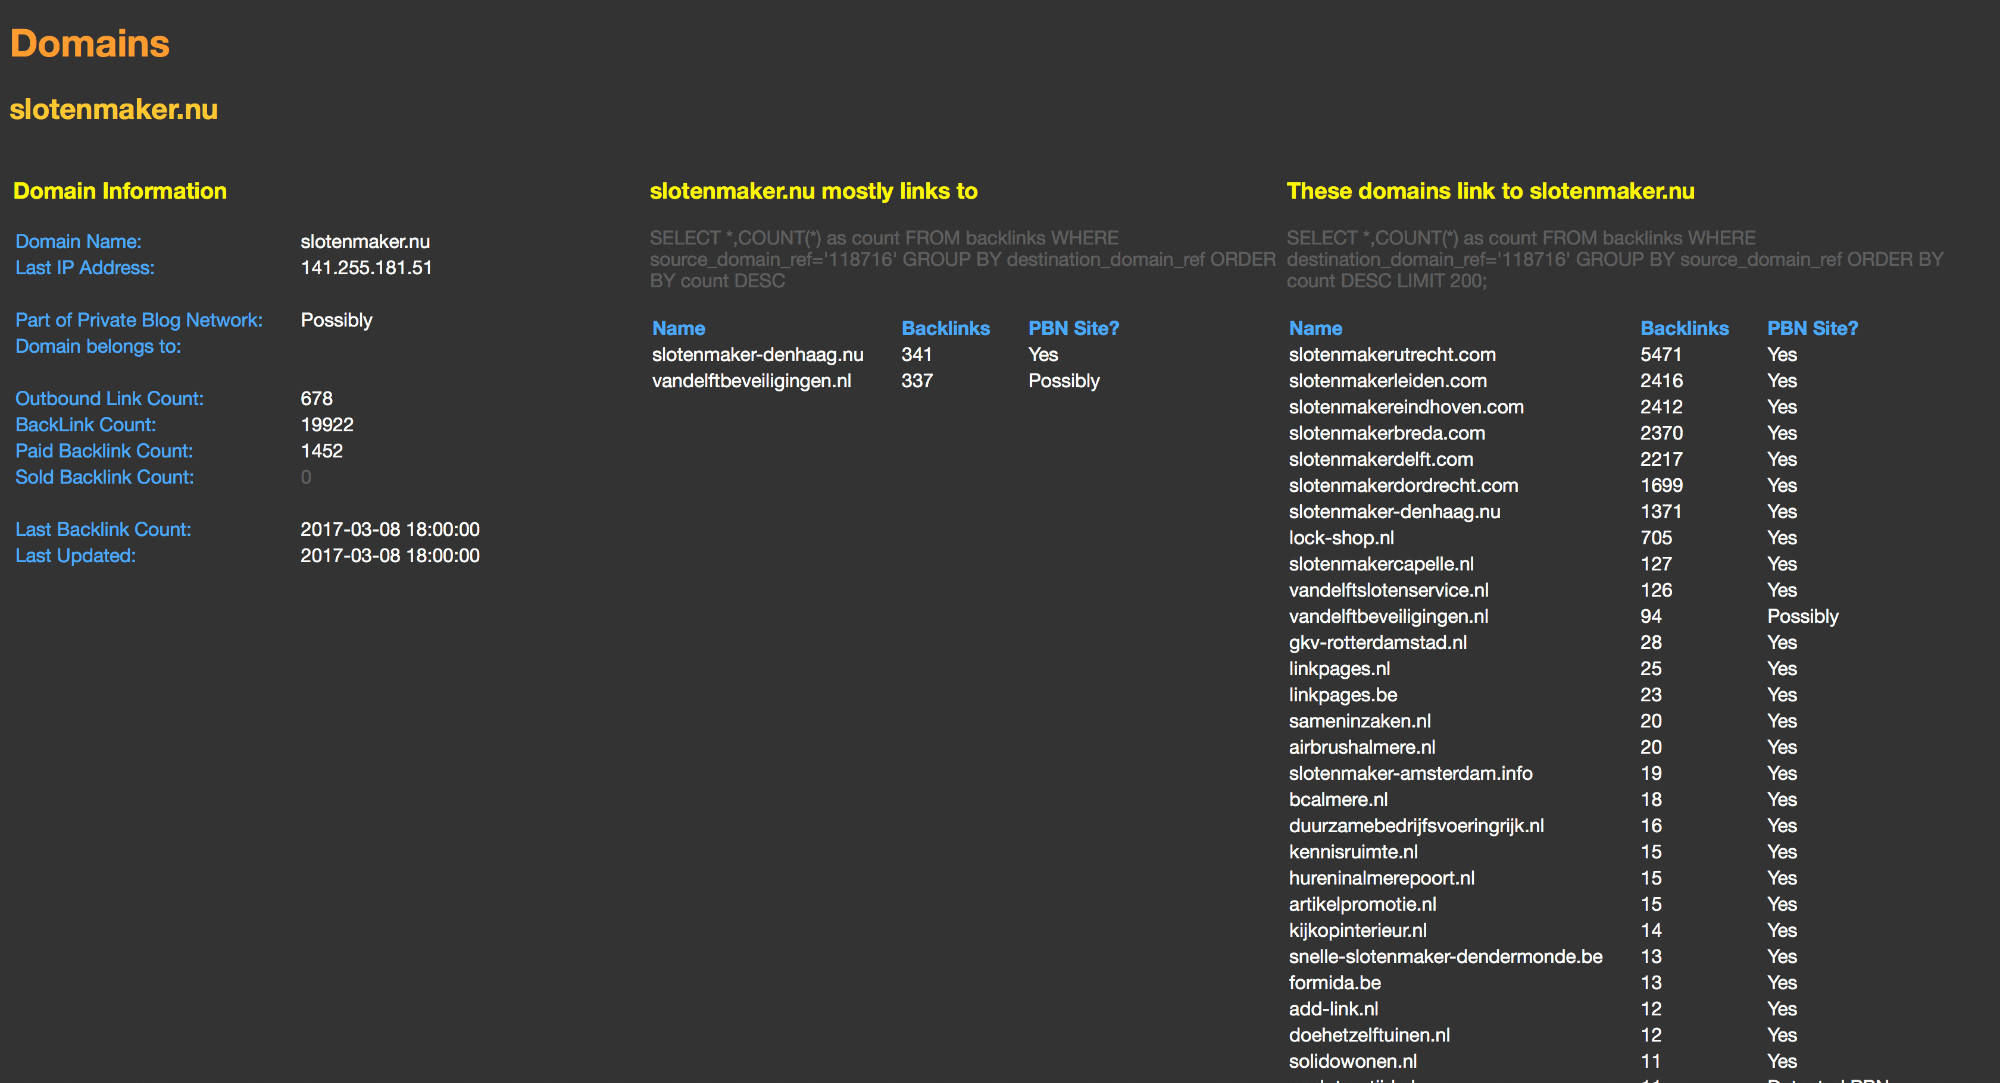 Domains
slotenmaker.nu
Domain Information
Domain Name: slotenmaker.nu
Last IP Address: 141.255.181.51
Part of Private Blog Network: Possibly
Domain belongs to:
Outbound Link Count: 678
BackLink Count: 19922
Paid Backlink Count: 1452
Sold Backlink Count: 0
Last Backlink Count: 2017-03-08 18:00:00
Last Updated: 2017-03-08 18:00:00
slotenmaker.nu mostly links to
SELECT *,COUNT(*) as count FROM backlinks WHERE
source_domain_ref='118716' GROUP BY destination_domain_ref ORDER
BY count DESC
Name Backlinks PBN Site?
slotenmaker-denhaag.nu 341 Yes
vandelftbeveiligingen.nl 337 Possibly
These domains link to slotenmaker.nu
SELECT *,COUNT(*) as count FROM backlinks WHERE
destination_domain_ref='118716' GROUP BY source_domain_ref ORDER BY
count DESC LIMIT 200;
Name Backlinks PBN Site?
slotenmakerutrecht.com 5471 Yes
slotenmakerleiden.com 2416 Yes
slotenmakereindhoven.com 2412 Yes
slotenmakerbreda.com 2370 Yes
slotenmakerdelft.com 2217 Yes
slotenmakerdordrecht.com 1699 Yes
slotenmaker-denhaag.nu 1371 Yes
lock-shop.nl 705 Yes
slotenmakercapelle.nl 127 Yes
vandelftslotenservice.nl 126 Yes
vandelftbeveiligingen.nl 94 Possibly
gkv-rotterdamstad.nl 28 Yes
linkpages.nl 25 Yes
linkpages.be 23 Yes
sameninzaken.nl 20 Yes
airbrushalmere.nl 20 Yes
slotenmaker-amsterdam.info 19 Yes
bcalmere.nl 18 Yes
duurzamebedrijfsvoeringrijk.nl 16 Yes
kennisruimte.nl 15 Yes
hureninalmerepoort.nl 15 Yes
artikelpromotie.nl 15 Yes
kijkopinterieur.nl 14 Yes
snelle-slotenmaker-dendermonde.be 13 Yes
formida.be 13 Yes
add-link.nl 12 Yes
doehetzelftuinen.nl 12 Yes
solidowonen.nl 11 Yes